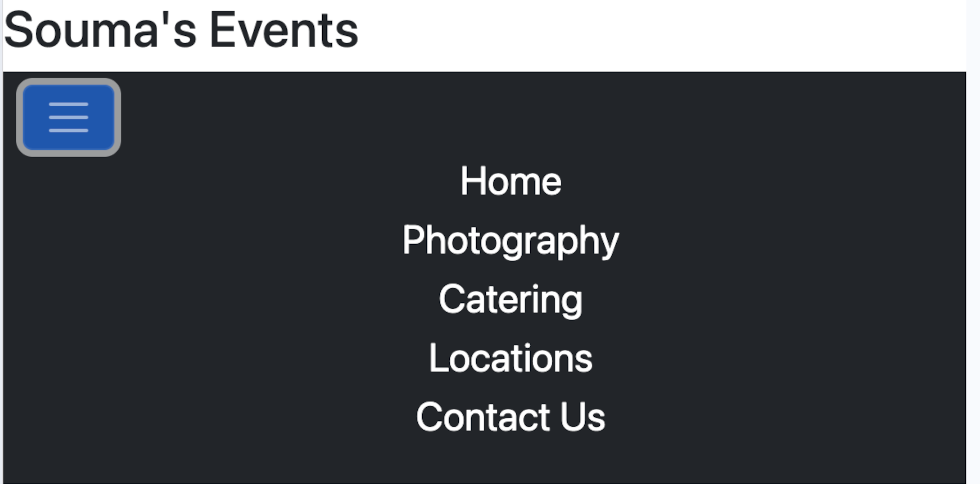 Souma's Events
Home
Photography
Catering
Locations
Contact Us